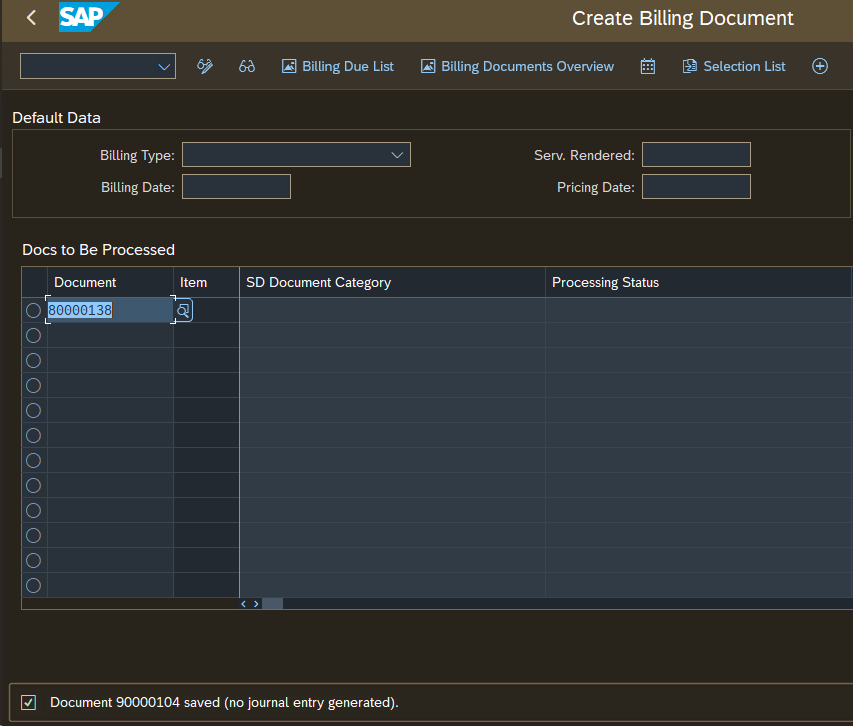 SAP
Create Billing Document
Billing Due List
Billing Documents Overview
Selection List
Default Data
Billing Type:
Serv. Rendered:
Billing Date:
Pricing Date:
Docs to Be Processed
Document Item SD Document Category Processing Status
80000138
Document 90000104 saved (no journal entry generated).